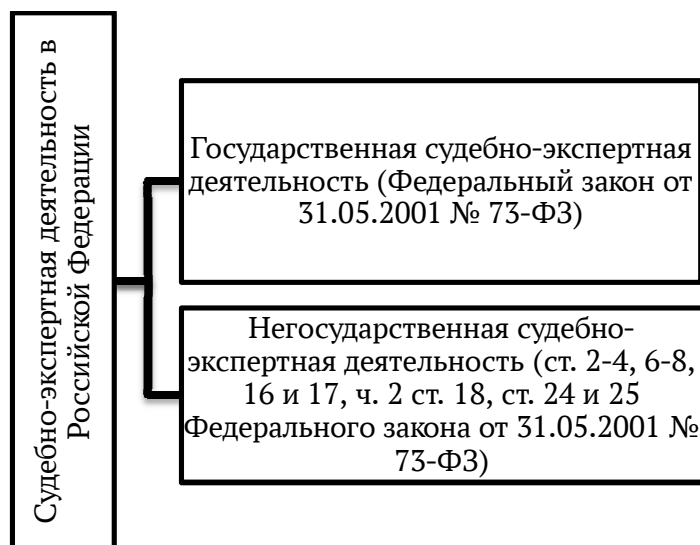 Судебно-экспертная деятельность в
Российской Федерации
Государственная судебно-экспертная
деятельность (Федеральный закон от
31.05.2001 № 73-ФЗ)
Негосударственная судебно-
экспертная деятельность (ст. 2-4, 6-8,
16 и 17, ч. 2 ст. 18, ст. 24 и 25
Федерального закона от 31.05.2001 №
73-ФЗ)